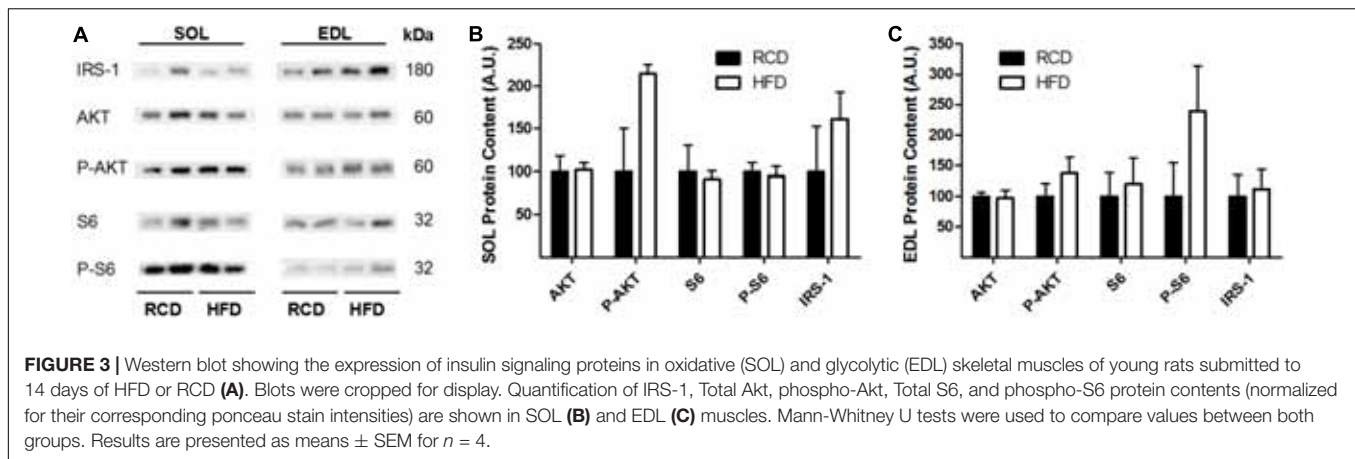 A
SOL EDL kDa
IRS-1 180
AKT 60
P-AKT 60
S6 32
P-S6 32
RCD HFD RCD HFD
B
SOL Protein Content (A.U.)
250
200
150
100
50
RCD
HFD
AKT P-AKT S6 P-S6 IRS-1
C
EDL Protein Content (A.U.)
350
300
250
200
150
100
50
RCD
HFD
AKT P-AKT S6 P-S6 IRS-1
FIGURE 3 | Western blot showing the expression of insulin signaling proteins in oxidative (SOL) and glycolytic (EDL) skeletal muscles of young rats submitted to
14 days of HFD or RCD (A). Blots were cropped for display. Quantification of IRS-1, Total Akt, phospho-Akt, Total S6, and phospho-S6 protein contents (normalized
for their corresponding ponceau stain intensities) are shown in SOL (B) and EDL (C) muscles. Mann-Whitney U tests were used to compare values between both
groups. Results are presented as means ± SEM for n = 4.